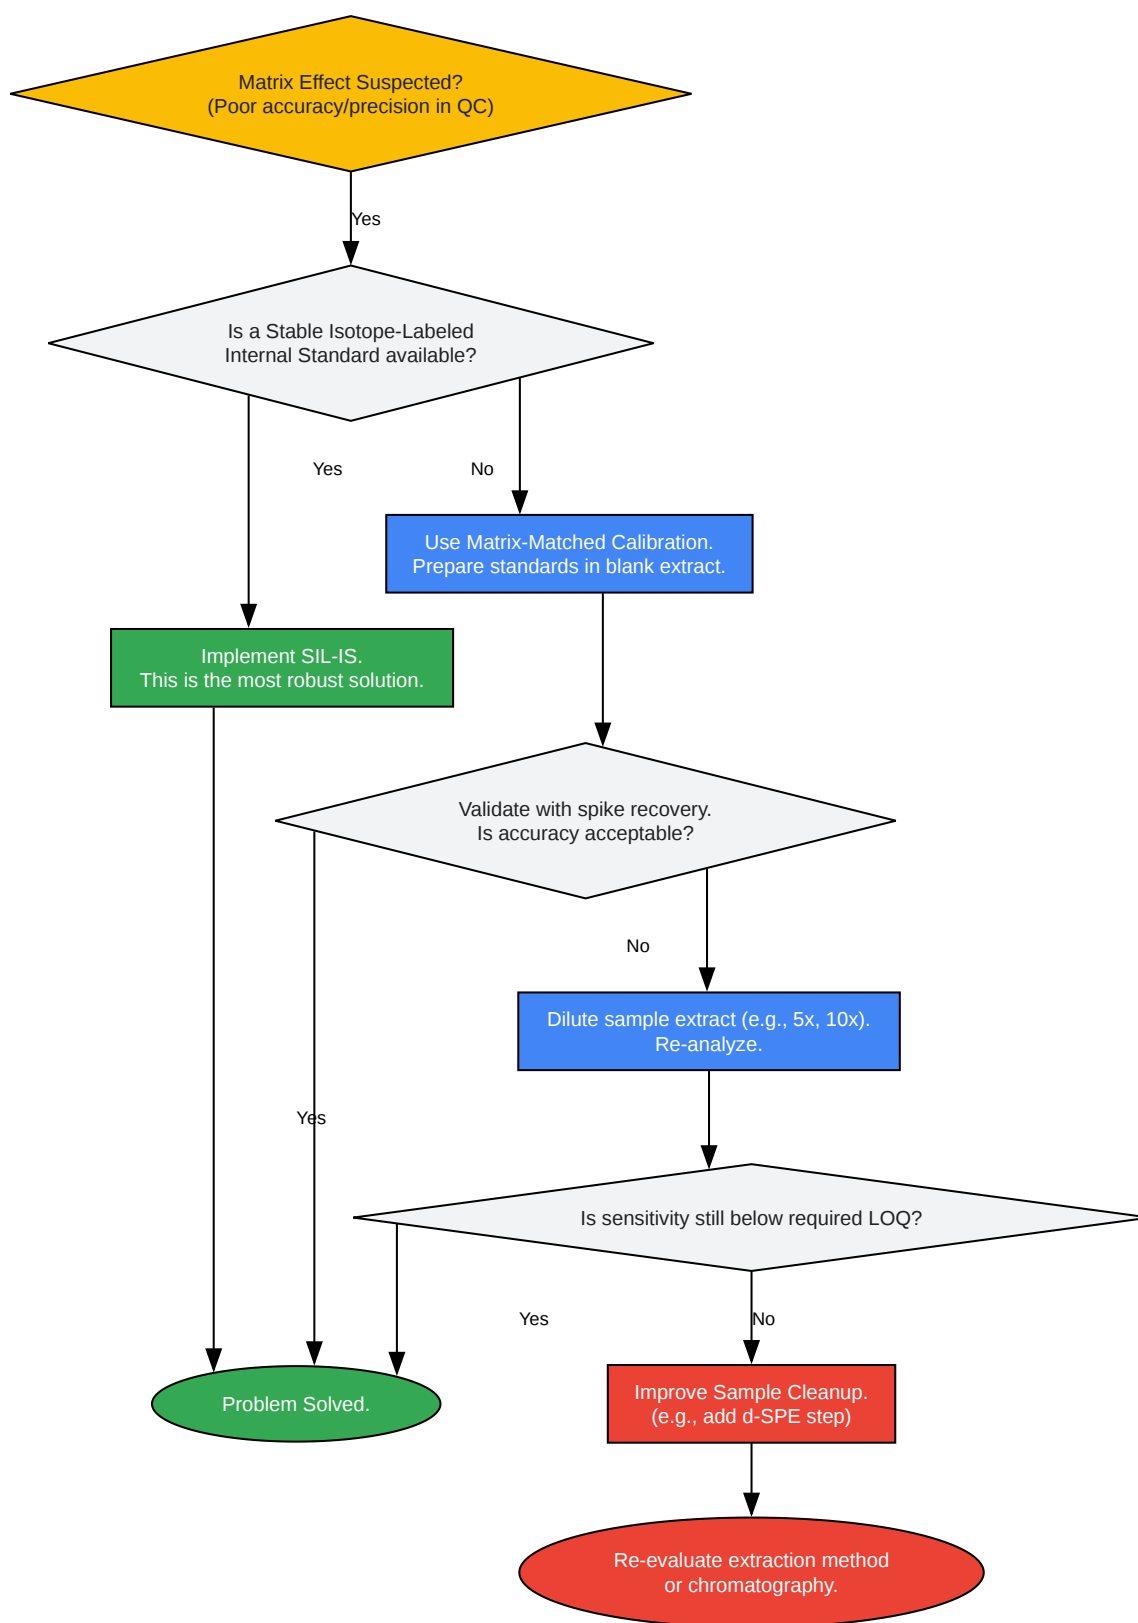 Matrix Effect Suspected?
(Poor accuracy/precision in QC)
Yes
Is a Stable Isotope-Labeled
Internal Standard available?
Yes
No
Use Matrix-Matched Calibration.
Prepare standards in blank extract.
Implement SIL-IS.
This is the most robust solution.
Validate with spike recovery.
Is accuracy acceptable?
No
Dilute sample extract (e.g., 5x, 10x).
Re-analyze.
Yes
Is sensitivity still below required LOQ?
Yes
No
Problem Solved.
Improve Sample Cleanup.
(e.g., add d-SPE step)
Re-evaluate extraction method
or chromatography.